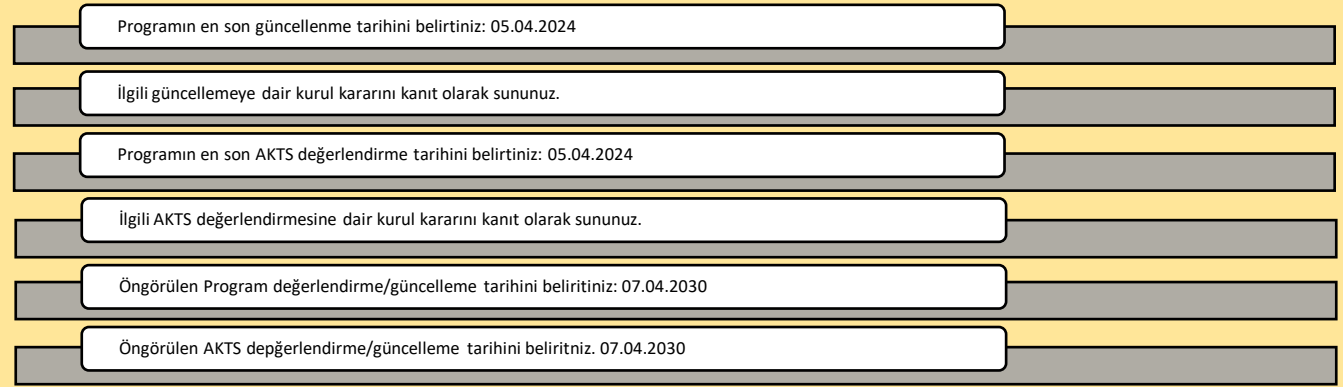 Programın en son güncellenme tarihini belirtiniz: 05.04.2024
İlgili güncellemeye dair kurul kararını kanıt olarak sununuz.
Programın en son AKTS değerlendirme tarihini belirtiniz: 05.04.2024
İlgili AKTS değerlendirmesine dair kurul kararını kanıt olarak sununuz.
Öngörülen Program değerlendirme/güncelleme tarihini beliritiniz: 07.04.2030
Öngörülen AKTS depğerlendirme/güncelleme tarihini beliritniz. 07.04.2030